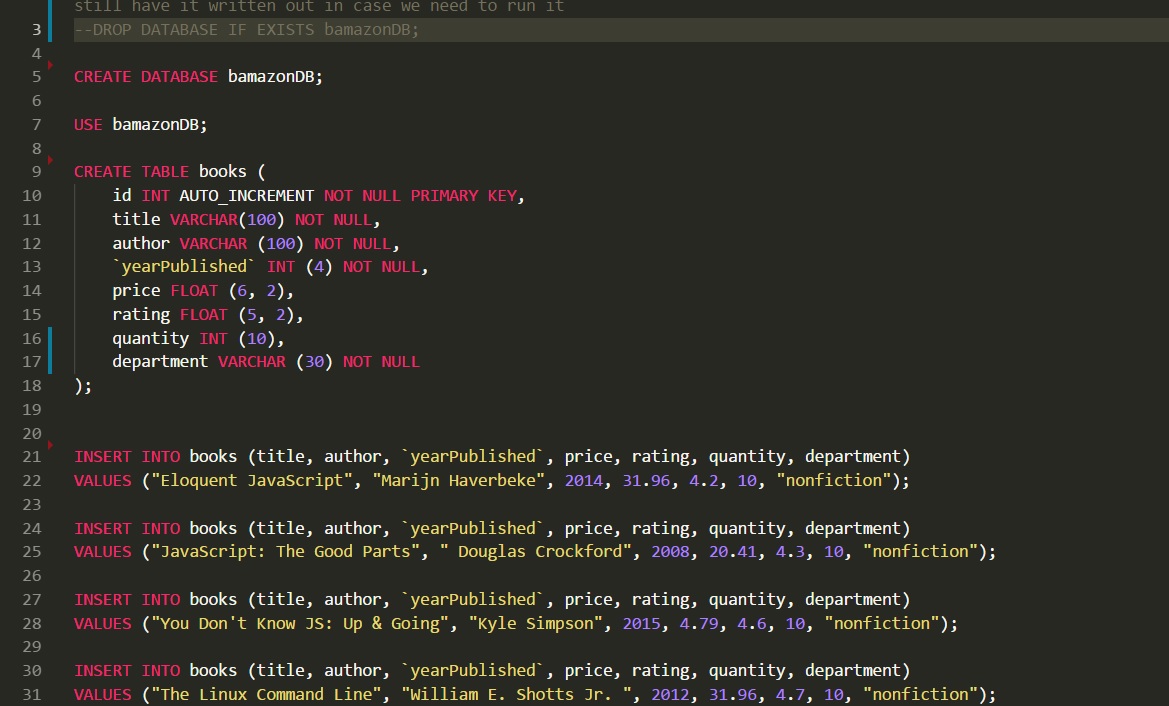 still have it written out in case we need to run it
3 --DROP DATABASE IF EXISTS bamazonDB;
4
5 CREATE DATABASE bamazonDB;
6
7 USE bamazonDB;
8
9 CREATE TABLE books (
10     id INT AUTO_INCREMENT NOT NULL PRIMARY KEY,
11     title VARCHAR(100) NOT NULL,
12     author VARCHAR (100) NOT NULL,
13     `yearPublished` INT (4) NOT NULL,
14     price FLOAT (6, 2),
15     rating FLOAT (5, 2),
16     quantity INT (10),
17     department VARCHAR (30) NOT NULL
18 );
19
20
21 INSERT INTO books (title, author, `yearPublished`, price, rating, quantity, department)
22 VALUES ("Eloquent JavaScript", "Marijn Haverbeke", 2014, 31.96, 4.2, 10, "nonfiction");
23
24 INSERT INTO books (title, author, `yearPublished`, price, rating, quantity, department)
25 VALUES ("JavaScript: The Good Parts", " Douglas Crockford", 2008, 20.41, 4.3, 10, "nonfiction");
26
27 INSERT INTO books (title, author, `yearPublished`, price, rating, quantity, department)
28 VALUES ("You Don't Know JS: Up & Going", "Kyle Simpson", 2015, 4.79, 4.6, 10, "nonfiction");
29
30 INSERT INTO books (title, author, `yearPublished`, price, rating, quantity, department)
31 VALUES ("The Linux Command Line", "William E. Shotts Jr. ", 2012, 31.96, 4.7, 10, "nonfiction");